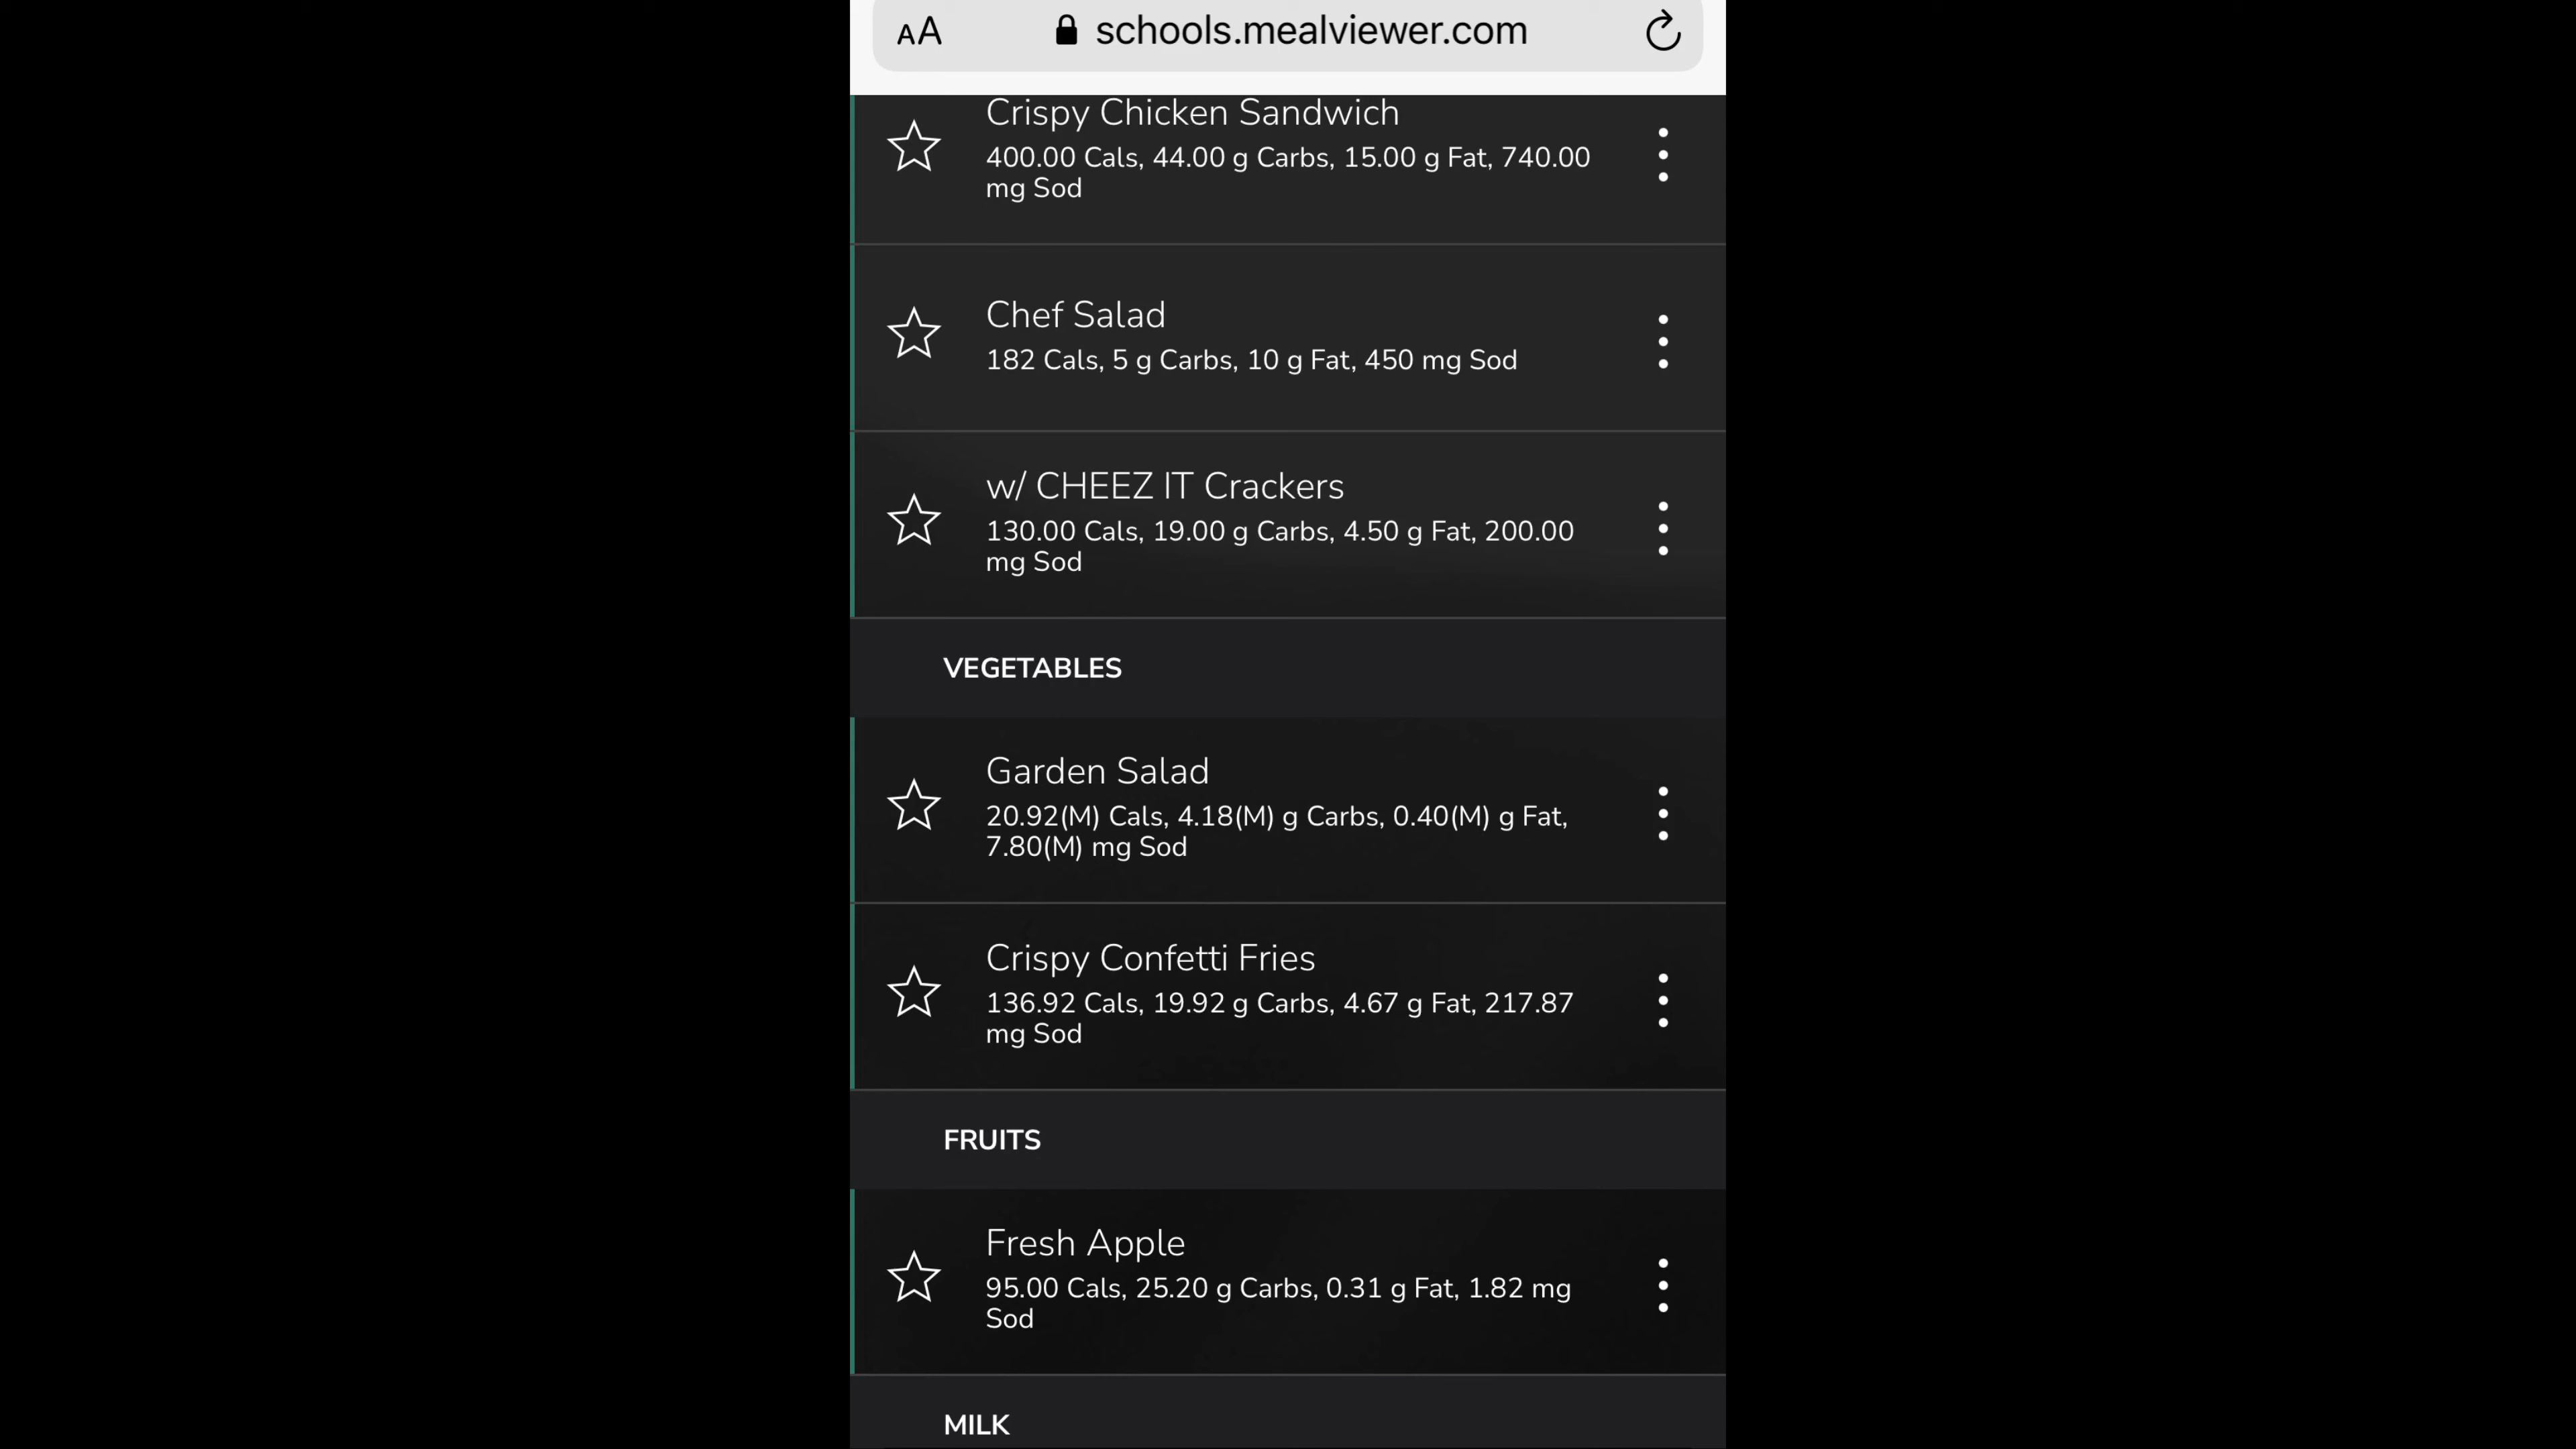 AA schools.mealviewer.com
Crispy Chicken Sandwich
400.00 Cals, 44.00 g Carbs, 15.00 g Fat, 740.00
mg Sod
Chef Salad
182 Cals, 5 g Carbs, 10 g Fat, 450 mg Sod
w/ CHEEZ IT Crackers
130.00 Cals, 19.00 g Carbs, 4.50 g Fat, 200.00
mg Sod
VEGETABLES
Garden Salad
20.92(M) Cals, 4.18(M) g Carbs, 0.40(M) g Fat,
7.80(M) mg Sod
Crispy Confetti Fries
136.92 Cals, 19.92 g Carbs, 4.67 g Fat, 217.87
mg Sod
FRUITS
Fresh Apple
95.00 Cals, 25.20 g Carbs, 0.31 g Fat, 1.82 mg
Sod
MILK